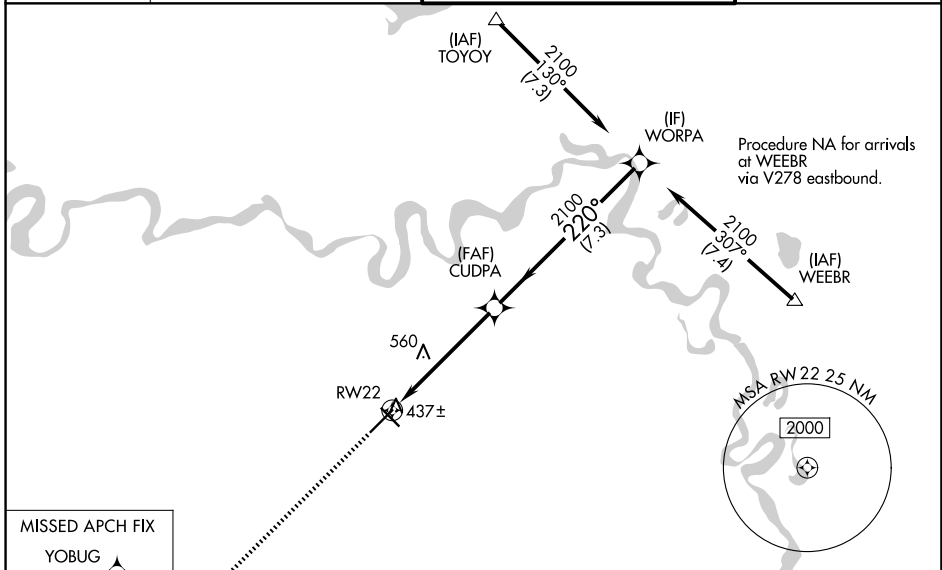 (IAF)
TOYOY
2100
130°
(7.3)
(IF)
WORPA
Procedure NA for arrivals
at WEEBR
via V278 eastbound.
2100
220°
(7.3)
2100
307°
(7.4)
(IAF)
WEEBR
(FAF)
CUDPA
560
RW22
437±
MSA RW22 25 NM
2000
MISSED APCH FIX
YOBUG